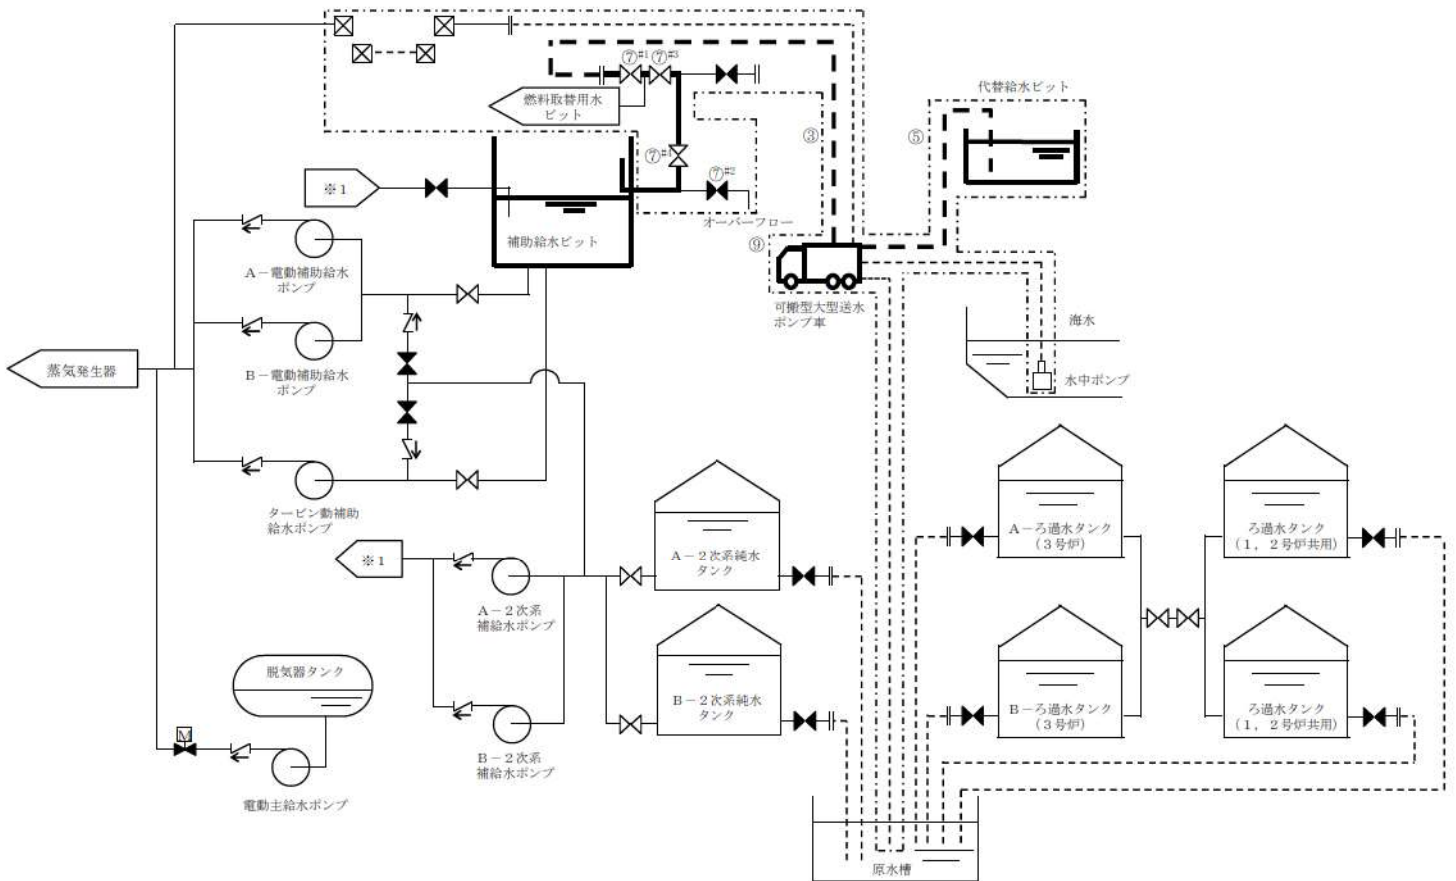 ⑦#1
⑦#3
燃料取替用水
ピット
代替給水ピット
③
⑤
⑦#4
⑦#2
※1
オーバーフロー
補助給水ピット
⑨
A－電動補助給水
ポンプ
可搬型大型送水
ポンプ車
海水
蒸気発生器
B－電動補助給水
ポンプ
水中ポンプ
タービン動補助
給水ポンプ
A－ろ過水タンク
(3号炉)
ろ過水タンク
(1，2号炉共用)
※1
A－2次系純水
タンク
A－2次系
補給水ポンプ
脱気器タンク
B－2次系純水
タンク
B－ろ過水タンク
(3号炉)
ろ過水タンク
(1，2号炉共用)
M
B－2次系
補給水ポンプ
電動主給水ポンプ
原水槽